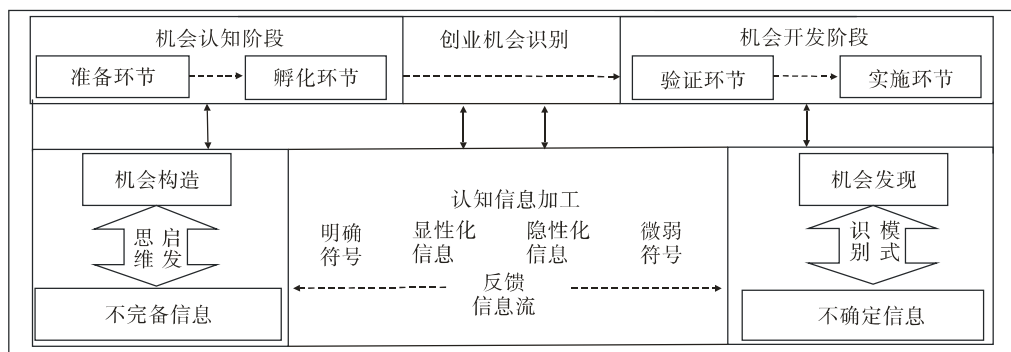 机会认知阶段
准备环节
孵化环节
创业机会识别
机会开发阶段
验证环节
实施环节
机会构造
思 启
维 发
不完备信息
认知信息加工
明确
符号
显性化
信息
隐性化
信息
微弱
符号
反馈
信息流
机会发现
识 模
别 式
不确定信息